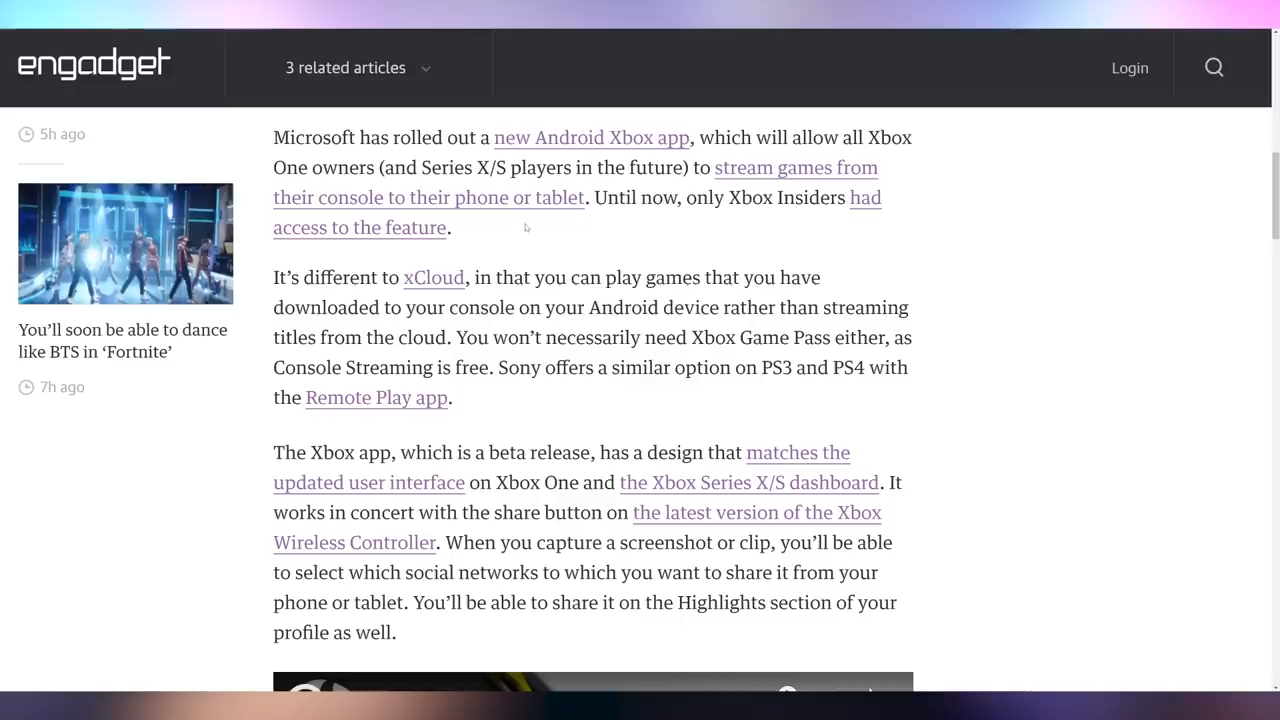 engadget
3 related articles
Login
5h ago
You'll soon be able to dance
like BTS in ‘Fortnite’
7h ago
Microsoft has rolled out a new Android Xbox app, which will allow all Xbox
One owners (and Series X/S players in the future) to stream games from
their console to their phone or tablet. Until now, only Xbox Insiders had
access to the feature.
It’s different to xCloud, in that you can play games that you have
downloaded to your console on your Android device rather than streaming
titles from the cloud. You won’t necessarily need Xbox Game Pass either, as
Console Streaming is free. Sony offers a similar option on PS3 and PS4 with
the Remote Play app.
The Xbox app, which is a beta release, has a design that matches the
updated user interface on Xbox One and the Xbox Series X/S dashboard. It
works in concert with the share button on the latest version of the Xbox
Wireless Controller. When you capture a screenshot or clip, you’ll be able
to select which social networks to which you want to share it from your
phone or tablet. You’ll be able to share it on the Highlights section of your
profile as well.